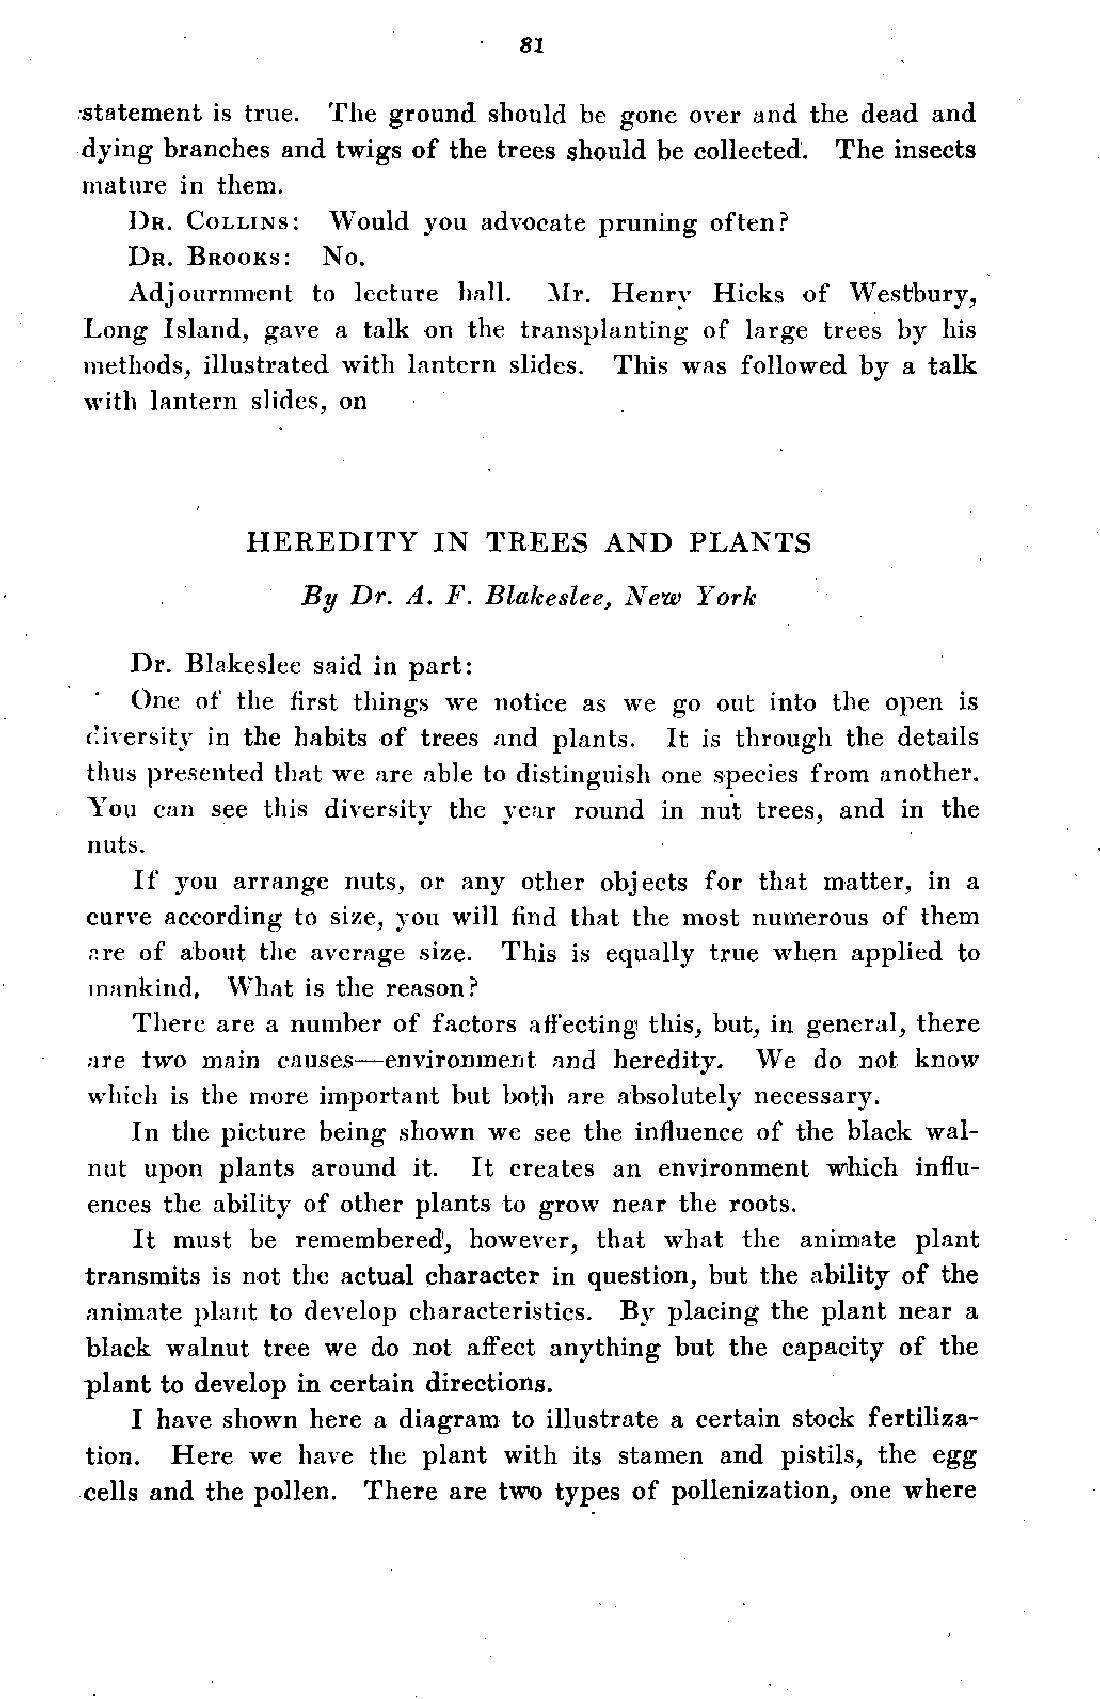 81
statement is true. The ground should be gone over and the dead and
dying branches and twigs of the trees should be collected. The insects
mature in them.
DR. COLLINS: Would you advocate pruning often?
DR. BROOKS: No.
Adjournment to lecture hall. Mr. Henry Hicks of Westbury,
Long Island, gave a talk on the transplanting of large trees by his
methods, illustrated with lantern slides. This was followed by a talk
with lantern slides, on
HEREDITY IN TREES AND PLANTS
By Dr. A. F. Blakeslee, New York
Dr. Blakeslee said in part:
One of the first things we notice as we go out into the open is
diversity in the habits of trees and plants. It is through the details
thus presented that we are able to distinguish one species from another.
You can see this diversity the year round in nut trees, and in the
nuts.
If you arrange nuts, or any other objects for that matter, in a
curve according to size, you will find that the most numerous of them
are of about the average size. This is equally true when applied to
mankind, What is the reason?
There are a number of factors affecting this, but, in general, there
are two main causes—environment and heredity. We do not know
which is the more important but both are absolutely necessary.
In the picture being shown we see the influence of the black wal-
nut upon plants around it. It creates an environment which influ-
ences the ability of other plants to grow near the roots.
It must be remembered, however, that what the animate plant
transmits is not the actual character in question, but the ability of the
animate plant to develop characteristics. By placing the plant near a
black walnut tree we do not affect anything but the capacity of the
plant to develop in certain directions.
I have shown here a diagram to illustrate a certain stock fertiliza-
tion. Here we have the plant with its stamen and pistils, the egg
cells and the pollen. There are two types of pollenization, one where